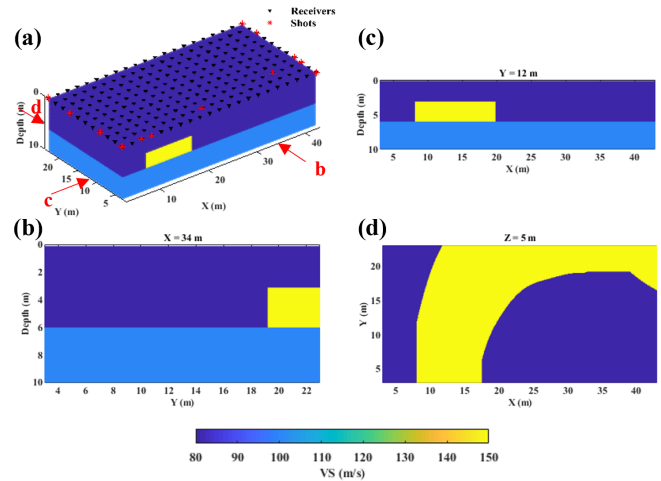 Receivers
Shots
(a)
0
5
10
Depth (m)
d
20
15
10
5
Y (m)
c
10
20
30
40
X (m)
b
(c)
Y = 12 m
0
5
10
Depth (m)
5 10 15 20 25 30 35 40
X (m)
(b)
X = 34 m
0
2
4
6
8
10
Depth (m)
4 6 8 10 12 14 16 18 20 22
Y (m)
(d)
Z = 5 m
20
15
10
5
Y (m)
5 10 15 20 25 30 35 40
X (m)
80 90 100 110 120 130 140 150
VS (m/s)